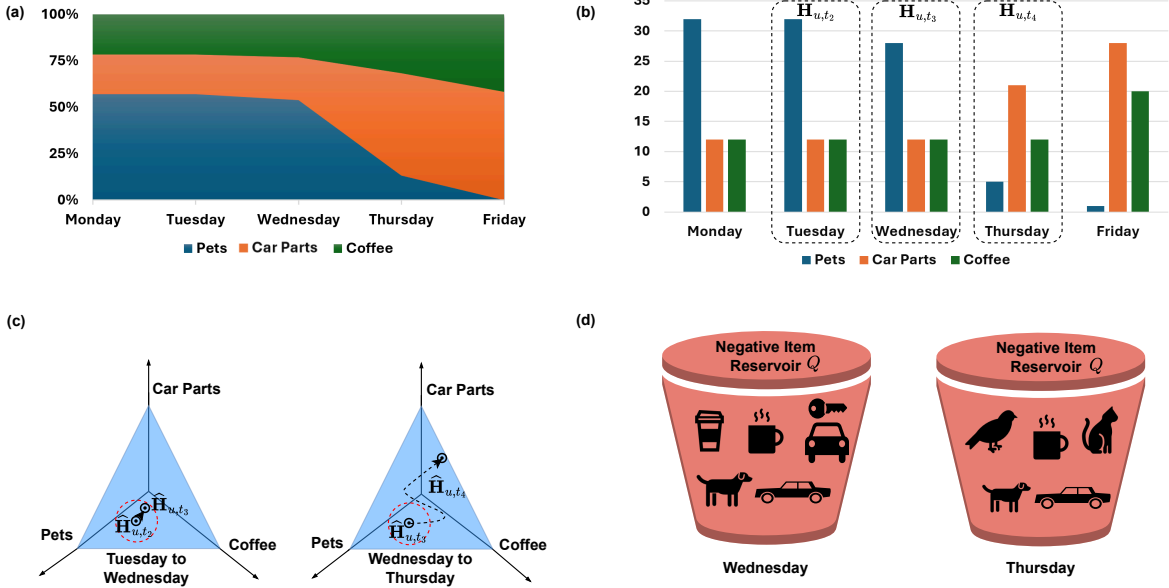 (a)
100%
75%
50%
25%
0%
Monday Tuesday Wednesday Thursday Friday
Pets Car Parts Coffee
(b)
35
30
25
20
15
10
5
0
H_{u,t_2} H_{u,t_3} H_{u,t_4}
Monday Tuesday Wednesday Thursday Friday
Pets Car Parts Coffee
(c)
Car Parts
Ĥ_{u,t_3}
Ĥ_{u,t_2}
Pets
Coffee
Tuesday to
Wednesday
Car Parts
Ĥ_{u,t_4}
Ĥ_{u,t_3}
Pets
Coffee
Wednesday to
Thursday
(d)
Negative Item
Reservoir Q
Wednesday
Negative Item
Reservoir Q
Thursday